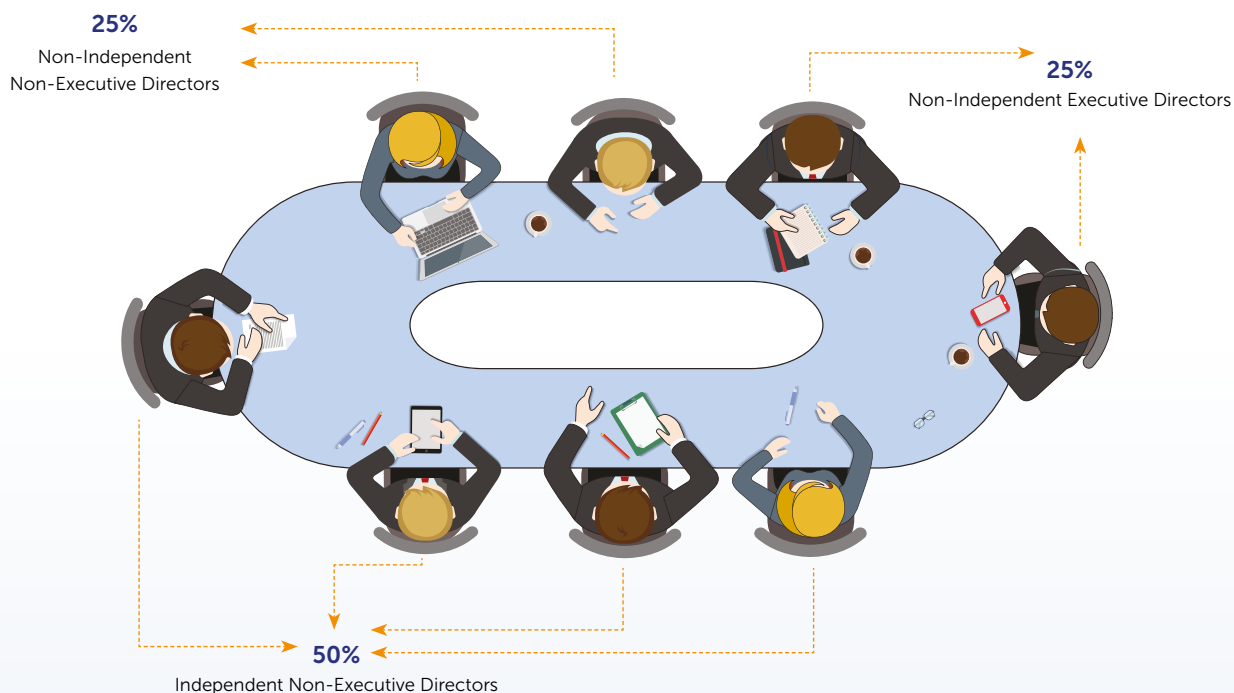 25%
Non-Independent
Non-Executive Directors
25%
Non-Independent Executive Directors
50%
Independent Non-Executive Directors